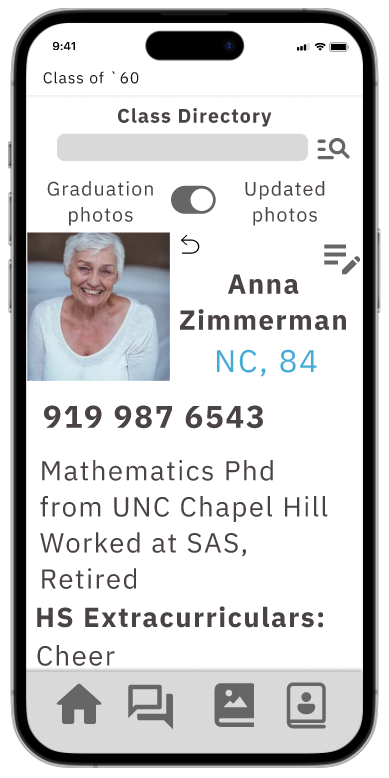 9:41
Class of `60
Class Directory
Graduation photos
Updated photos
Anna
Zimmerman
NC, 84
919 987 6543
Mathematics Phd
from UNC Chapel Hill
Worked at SAS,
Retired
HS Extracurriculars:
Cheer